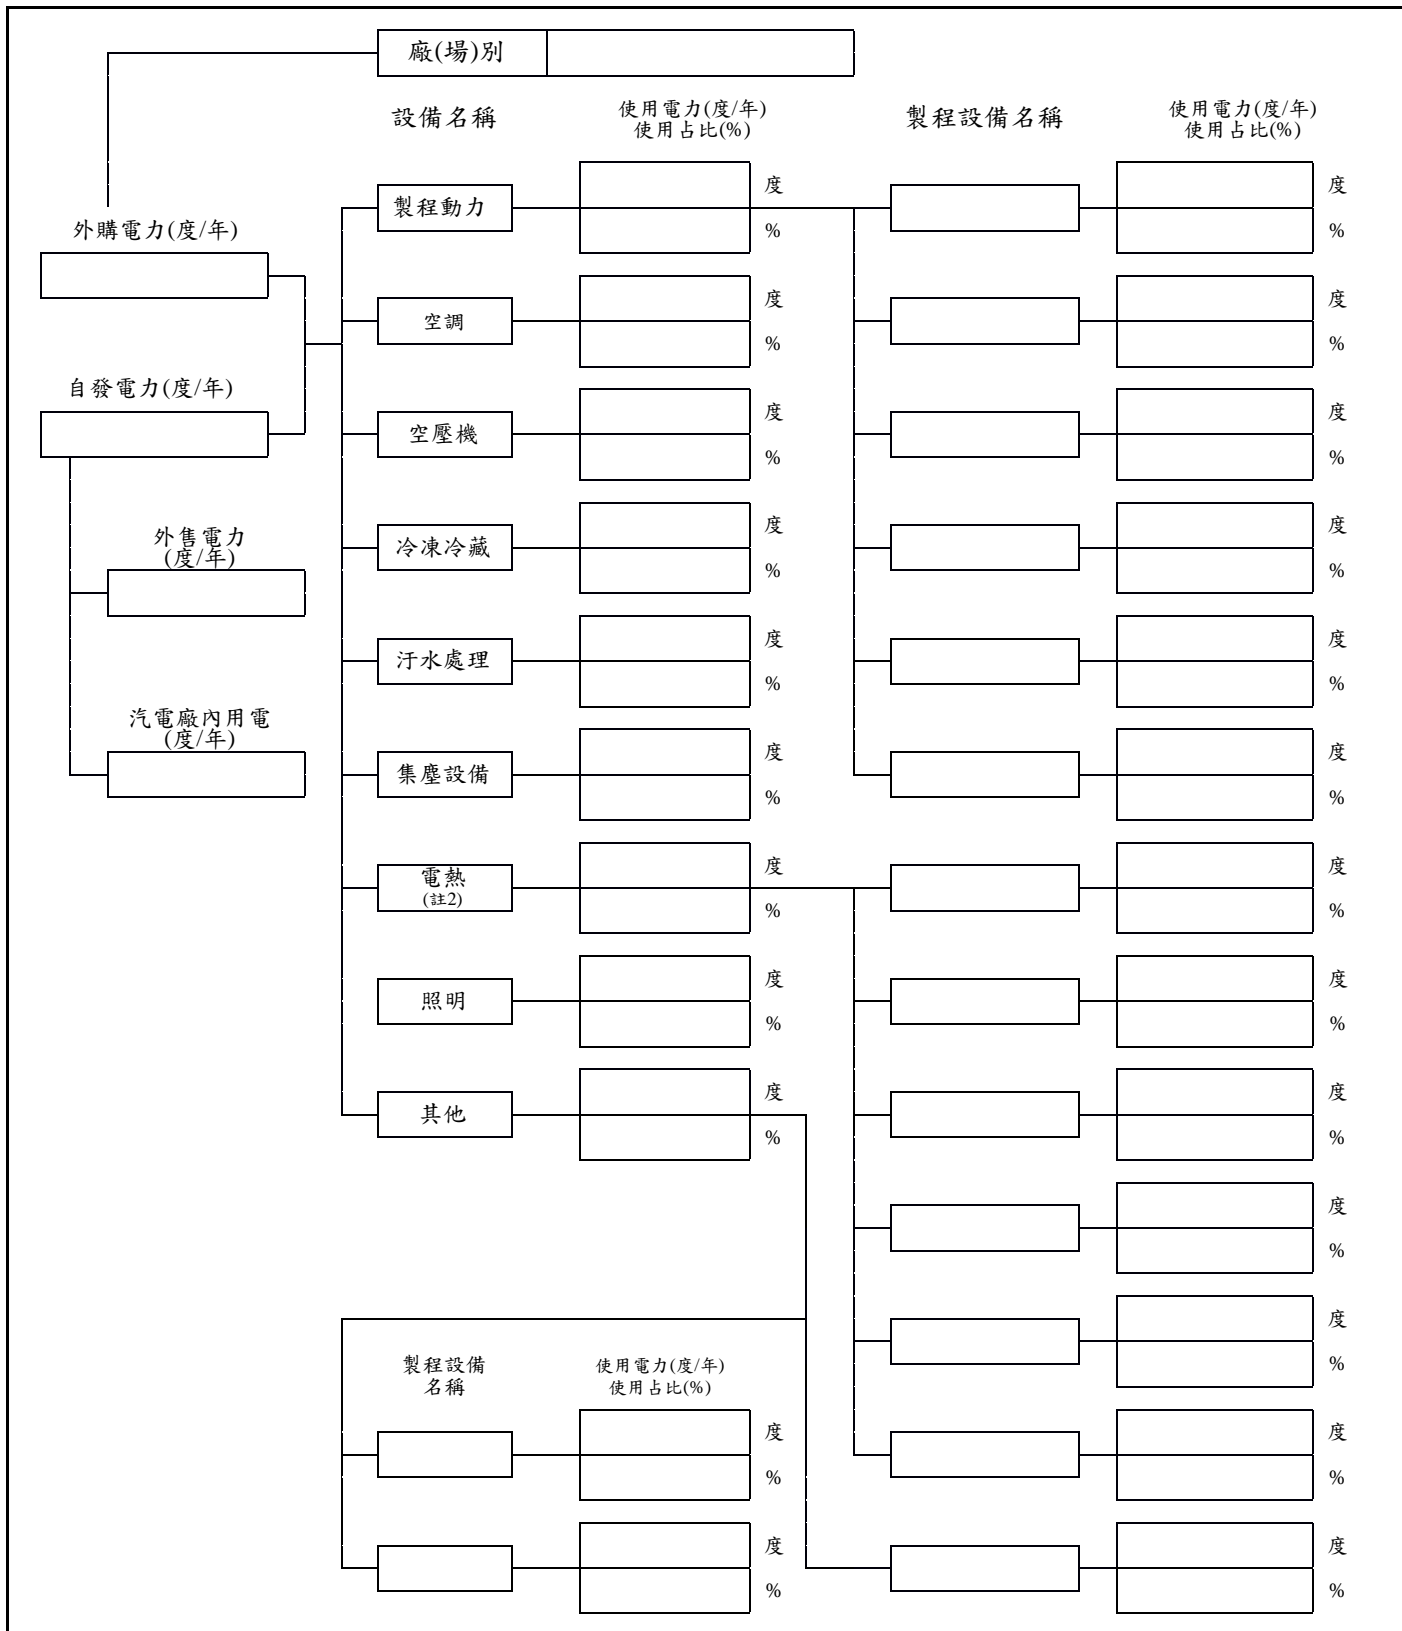 廠(場)別
設備名稱
使用電力(度/年)
使用占比(%)
製程設備名稱
使用電力(度/年)
使用占比(%)
製程動力
度
%
度
%
外購電力(度/年)
空調
度
%
度
%
自發電力(度/年)
空壓機
度
%
度
%
外售電力
(度/年)
冷凍冷藏
度
%
度
%
汙水處理
度
%
度
%
汽電廠內用電
(度/年)
集塵設備
度
%
度
%
電熱
(註2)
度
%
度
%
照明
度
%
度
%
其他
度
%
度
%
度
%
度
%
製程設備
名稱
使用電力(度/年)
使用占比(%)
度
%
度
%
度
%
度
%